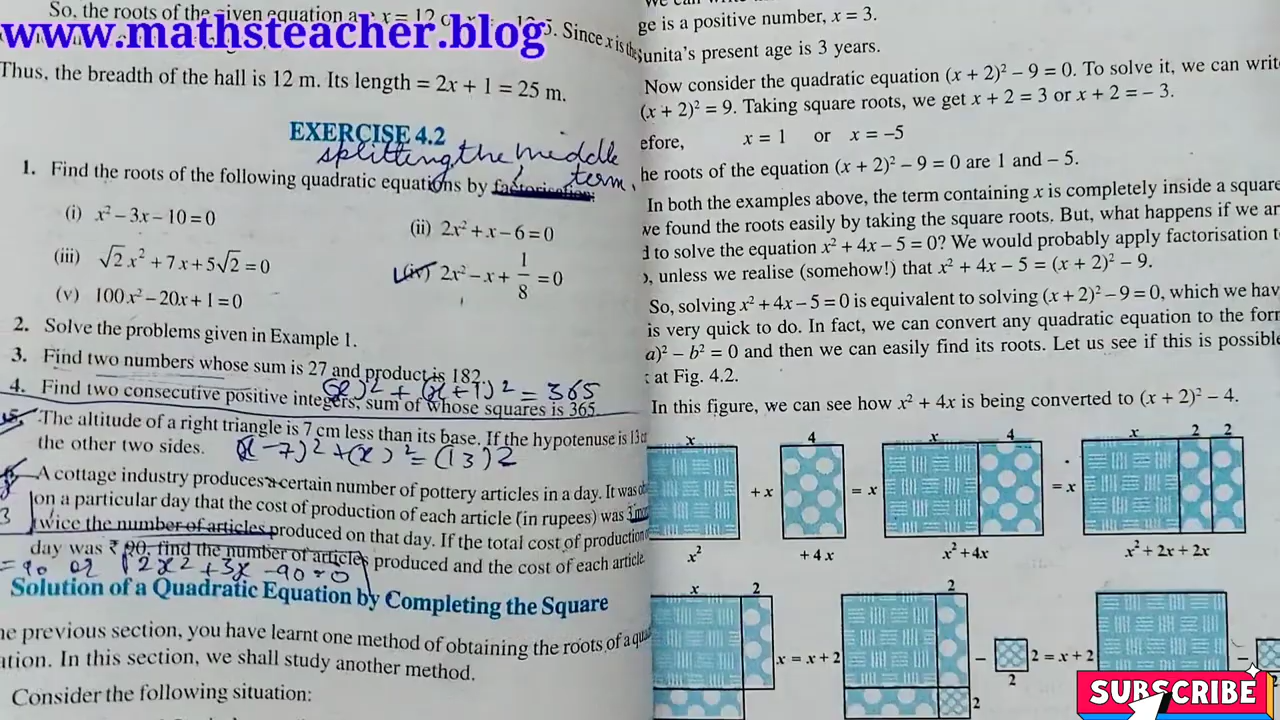 So, the roots of the given equation are x = 12
Since x is the
www.mathsteacher.blog
Thus, the breadth of the hall is 12 m. Its length = 2x + 1 = 25 m.
EXERCISE 4.2
splitting the middle
term.
1. Find the roots of the following quadratic equations by factorisation:
(i) x² – 3x – 10 = 0
(ii) 2x² + x – 6 = 0
(iii) √2 x² + 7x + 5√2 = 0
(iv) 2x² – x + 1/8 = 0
(v) 100x² – 20x + 1 = 0
2. Solve the problems given in Example 1.
3. Find two numbers whose sum is 27 and product is 182.
(x)² + (x+1)² = 365
4. Find two consecutive positive integers, sum of whose squares is 365.
5. The altitude of a right triangle is 7 cm less than its base. If the hypotenuse is 13 cm
the other two sides.
(x-7)² + (x)² = (13)2
A cottage industry produces a certain number of pottery articles in a day. It was
on a particular day that the cost of production of each article (in rupees) was 3
3
twice the number of articles produced on that day. If the total cost of production
day was ₹ 90, find the number of articles produced and the cost of each article.
= 90 or 2x² + 3x - 90 = 0
Solution of a Quadratic Equation by Completing the Square
previous section, you have learnt one method of obtaining the roots of a
In this section, we shall study another method.
Consider the following situation:
ge is a positive number, x = 3.
Sunita's present age is 3 years.
Now consider the quadratic equation (x + 2)² – 9 = 0. To solve it, we can write
(x + 2)² = 9. Taking square roots, we get x + 2 = 3 or x + 2 = – 3.
efore, x = 1 or x = –5
he roots of the equation (x + 2)² – 9 = 0 are 1 and – 5.
In both the examples above, the term containing x is completely inside a square
we found the roots easily by taking the square roots. But, what happens if we are
d to solve the equation x² + 4x – 5 = 0? We would probably apply factorisation to
o, unless we realise (somehow!) that x² + 4x – 5 = (x + 2)² – 9.
So, solving x² + 4x – 5 = 0 is equivalent to solving (x + 2)² – 9 = 0, which we hav
is very quick to do. In fact, we can convert any quadratic equation to the form
a)² – b² = 0 and then we can easily find its roots. Let us see if this is possible
at Fig. 4.2.
In this figure, we can see how x² + 4x is being converted to (x + 2)² – 4.
x 4 x 4 x 2 2
+ x = x = x
x² + 4x x² + 4x x² + 2x + 2x
x 2 2
x = x + 2 – 2 = x + 2 –
2 2
SUBSCRIBE